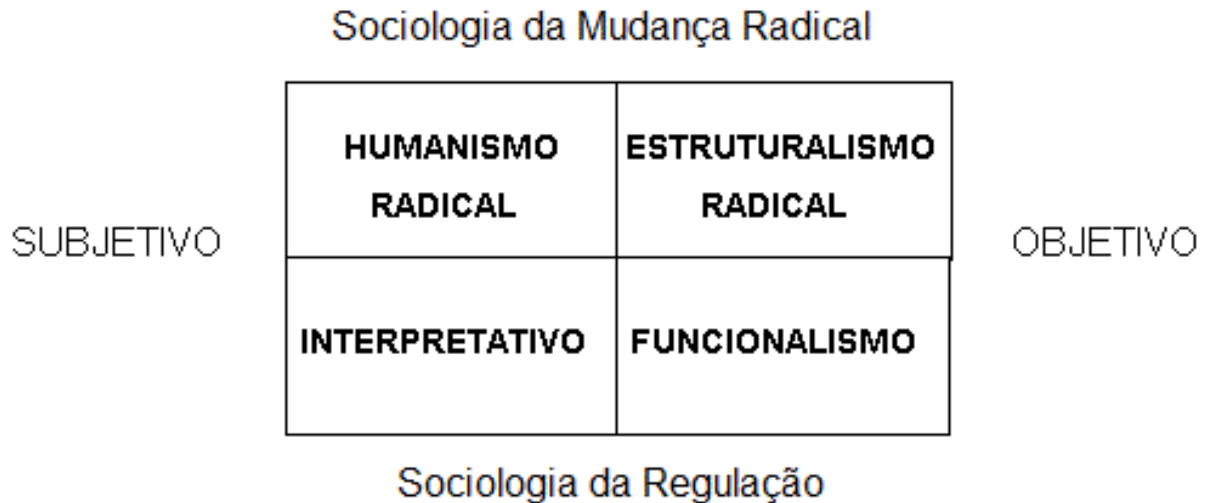 Sociologia da Mudança Radical
HUMANISMO
RADICAL
ESTRUTURALISMO
RADICAL
SUBJETIVO
OBJETIVO
INTERPRETATIVO
FUNCIONALISMO
Sociologia da Regulação